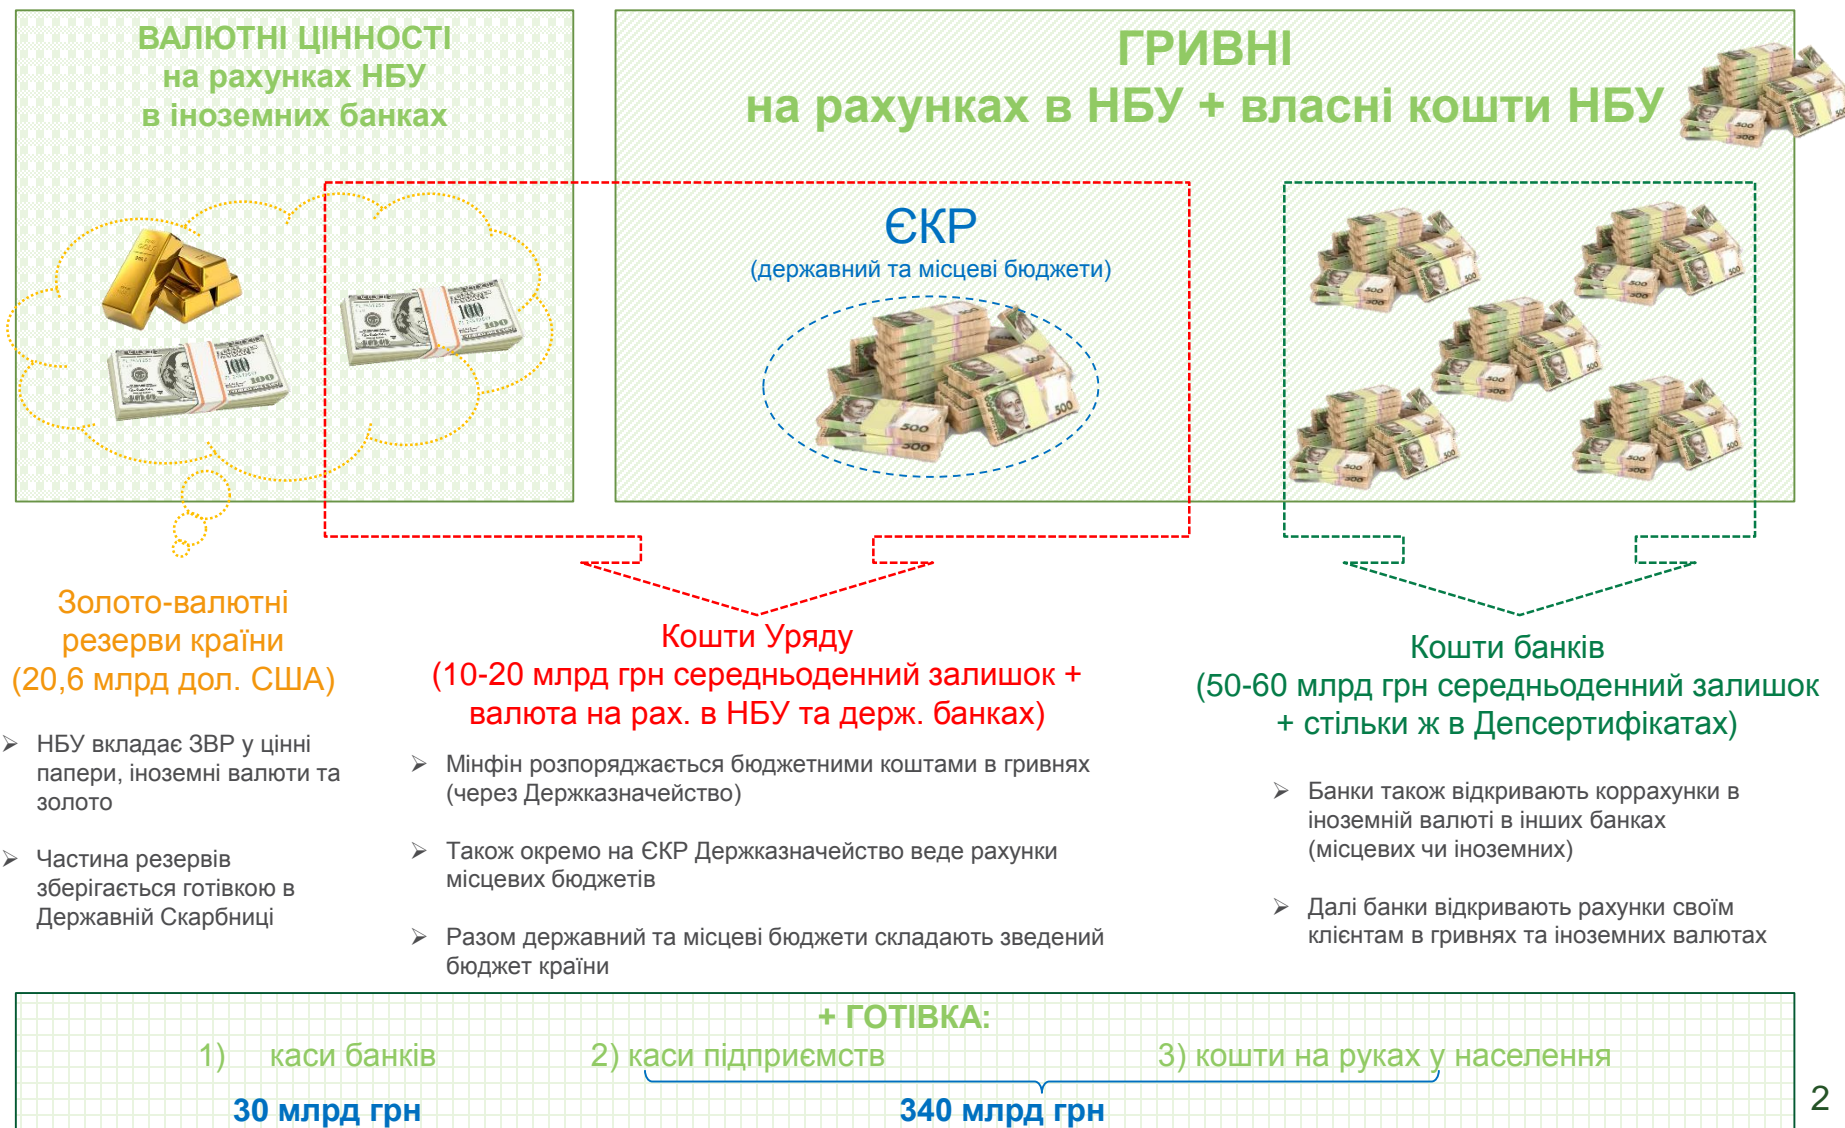 ВАЛЮТНІ ЦІННОСТІ
на рахунках НБУ
в іноземних банках
ГРИВНІ
на рахунках в НБУ + власні кошти НБУ
ЄКР
(державний та місцеві бюджети)
Золото-валютні
резерви країни
(20,6 млрд дол. США)
➢ НБУ вкладає ЗВР у цінні
папери, іноземні валюти та
золото
➢ Частина резервів
зберігається готівкою в
Державній Скарбниці
Кошти Уряду
(10-20 млрд грн середньоденний залишок +
валюта на рах. в НБУ та держ. банках)
➢ Мінфін розпоряджається бюджетними коштами в гривнях
(через Держказначейство)
➢ Також окремо на ЄКР Держказначейство веде рахунки
місцевих бюджетів
➢ Разом державний та місцеві бюджети складають зведений
бюджет країни
Кошти банків
(50-60 млрд грн середньоденний залишок
+ стільки ж в Депсертифікатах)
➢ Банки також відкривають коррахунки в
іноземній валюті в інших банках
(місцевих чи іноземних)
➢ Далі банки відкривають рахунки своїм
клієнтам в гривнях та іноземних валютах
+ ГОТІВКА:
1) каси банків
2) каси підприємств
3) кошти на руках у населення
30 млрд грн
340 млрд грн
2